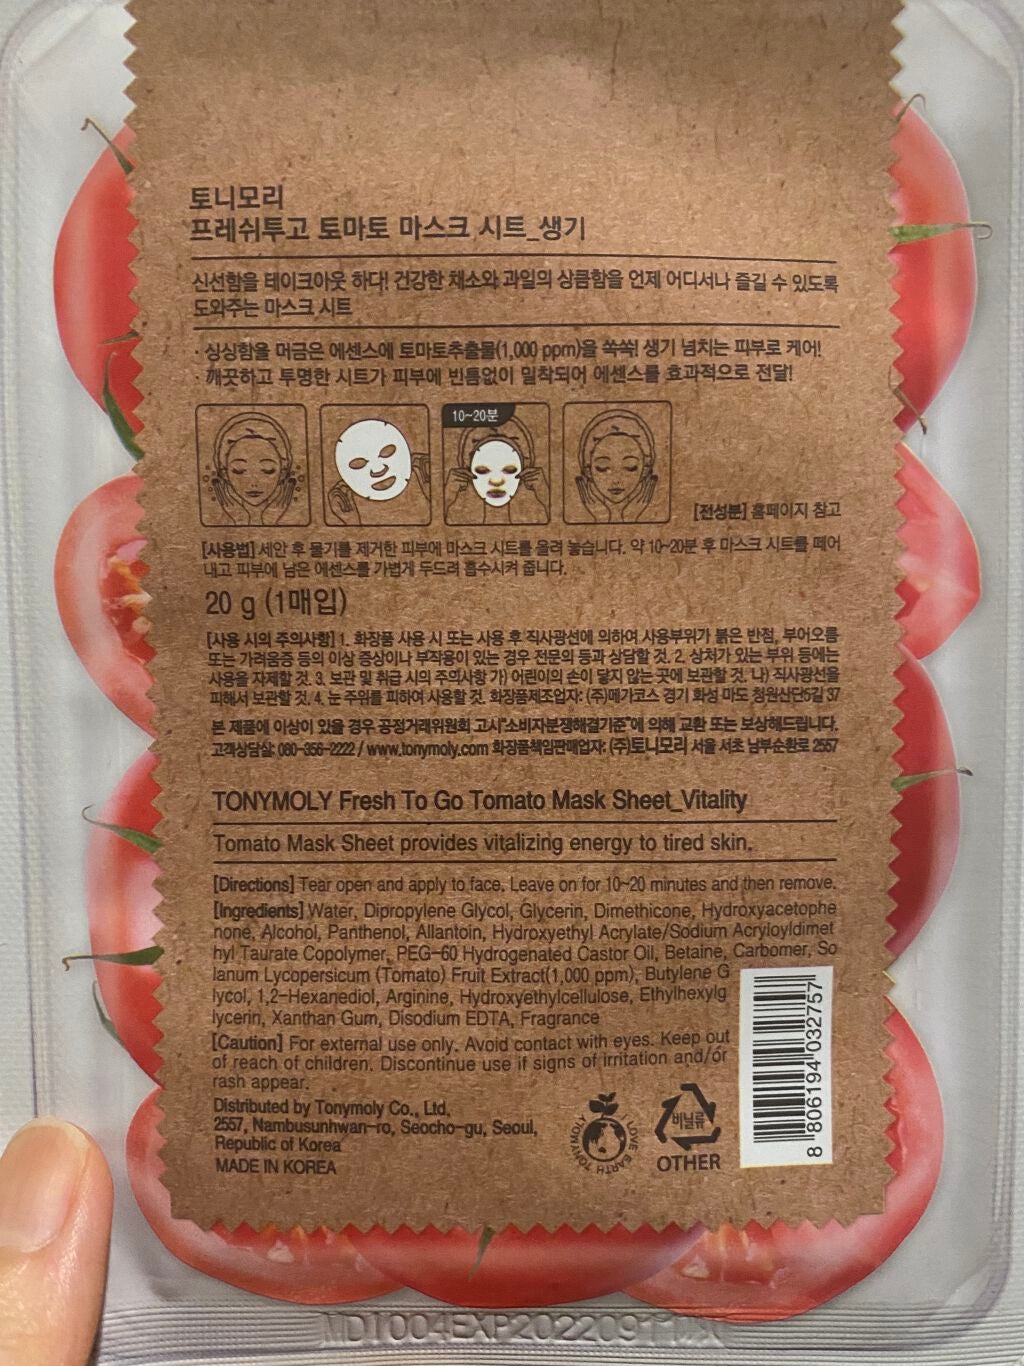 토니모리
프레쉬투고 토마토 마스크 시트_생기
신선함을 테이크아웃 하다! 건강한 채소와 과일의 상큼함을 언제 어디서나 즐길 수 있도록
도와주는 마스크 시트
· 싱싱함을 머금은 에센스에 토마토추출물(1,000 ppm)을 쏙쏙! 생기 넘치는 피부로 케어!
· 깨끗하고 투명한 시트가 피부에 빈틈없이 밀착되어 에센스를 효과적으로 전달!
10~20분
[전성분] 홈페이지 참고
[사용법] 세안 후 물기를 제거한 피부에 마스크 시트를 올려 놓습니다. 약 10~20분 후 마스크 시트를 떼어
내고 피부에 남은 에센스를 가볍게 두드려 흡수시켜 줍니다.
20 g (1매입)
[사용 시의 주의사항] 1. 화장품 사용 시 또는 사용 후 직사광선에 의하여 사용부위가 붉은 반점, 부어오름
또는 가려움증 등의 이상 증상이나 부작용이 있는 경우 전문의 등과 상담할 것. 2. 상처가 있는 부위 등에는
사용을 자제할 것. 3. 보관 및 취급 시의 주의사항 가) 어린이의 손이 닿지 않는 곳에 보관할 것. 나) 직사광선을
피해서 보관할 것. 4. 눈 주위를 피하여 사용할 것. 화장품제조업자: (주)메가코스 경기 화성 마도 청원산단5길 37
본 제품에 이상이 있을 경우 공정거래위원회 고시"소비자분쟁해결기준"에 의해 교환 또는 보상해드립니다.
고객상담실: 080-356-2222 / www.tonymoly.com 화장품책임판매업자: (주)토니모리 서울 서초 남부순환로 2557
TONYMOLY Fresh To Go Tomato Mask Sheet_Vitality
Tomato Mask Sheet provides vitalizing energy to tired skin.
[Directions] Tear open and apply to face. Leave on for 10~20 minutes and then remove.
[Ingredients] Water, Dipropylene Glycol, Glycerin, Dimethicone, Hydroxyacetophe
none, Alcohol, Panthenol, Allantoin, Hydroxyethyl Acrylate/Sodium Acryloyldimet
hyl Taurate Copolymer, PEG-60 Hydrogenated Castor Oil, Betaine, Carbomer, So
lanum Lycopersicum (Tomato) Fruit Extract(1,000 ppm), Butylene G
lycol, 1,2-Hexanediol, Arginine, Hydroxyethylcellulose, Ethylhexylg
lycerin, Xanthan Gum, Disodium EDTA, Fragrance
[Caution] For external use only. Avoid contact with eyes. Keep out
of reach of children. Discontinue use if signs of irritation and/or
rash appear.
Distributed by Tonymoly Co., Ltd.
2557, Nambusunhwan-ro, Seocho-gu, Seoul,
Republic of Korea
MADE IN KOREA
TONYMOLY LOVE EARTH
비닐류
OTHER
8 806194 032757
MD1004EXP20220911